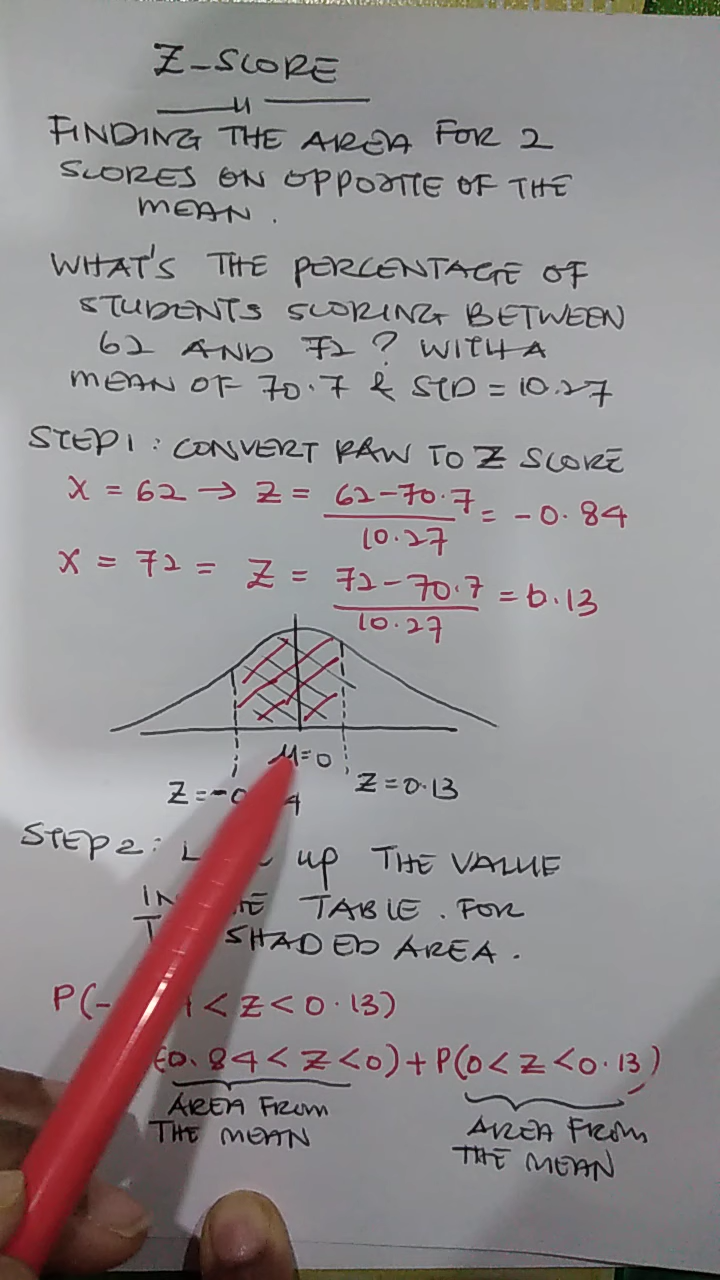 Z-SCORE
FINDING THE AREA FOR 2
SCORES ON OPPOSITE OF THE
MEAN.
WHAT'S THE PERCENTAGE OF
STUDENTS SCORING BETWEEN
62 AND 72? WITH A
MEAN OF 70.7 & STD = 10.27
STEP1: CONVERT RAW TO Z SCORE
X = 62 → Z = 62-70.7 / 10.27 = -0.84
X = 72 = Z = 72-70.7 / 10.27 = 0.13
μ=0
Z=-0 4 Z=0.13
STEP2: UP THE VALUE
IN TABLE. FOR
SHADED AREA.
P(- <Z<0.13)
(-0.84<Z<0)+P(0<Z<0.13)
AREA FROM
THE MEAN
AREA FROM
THE MEAN